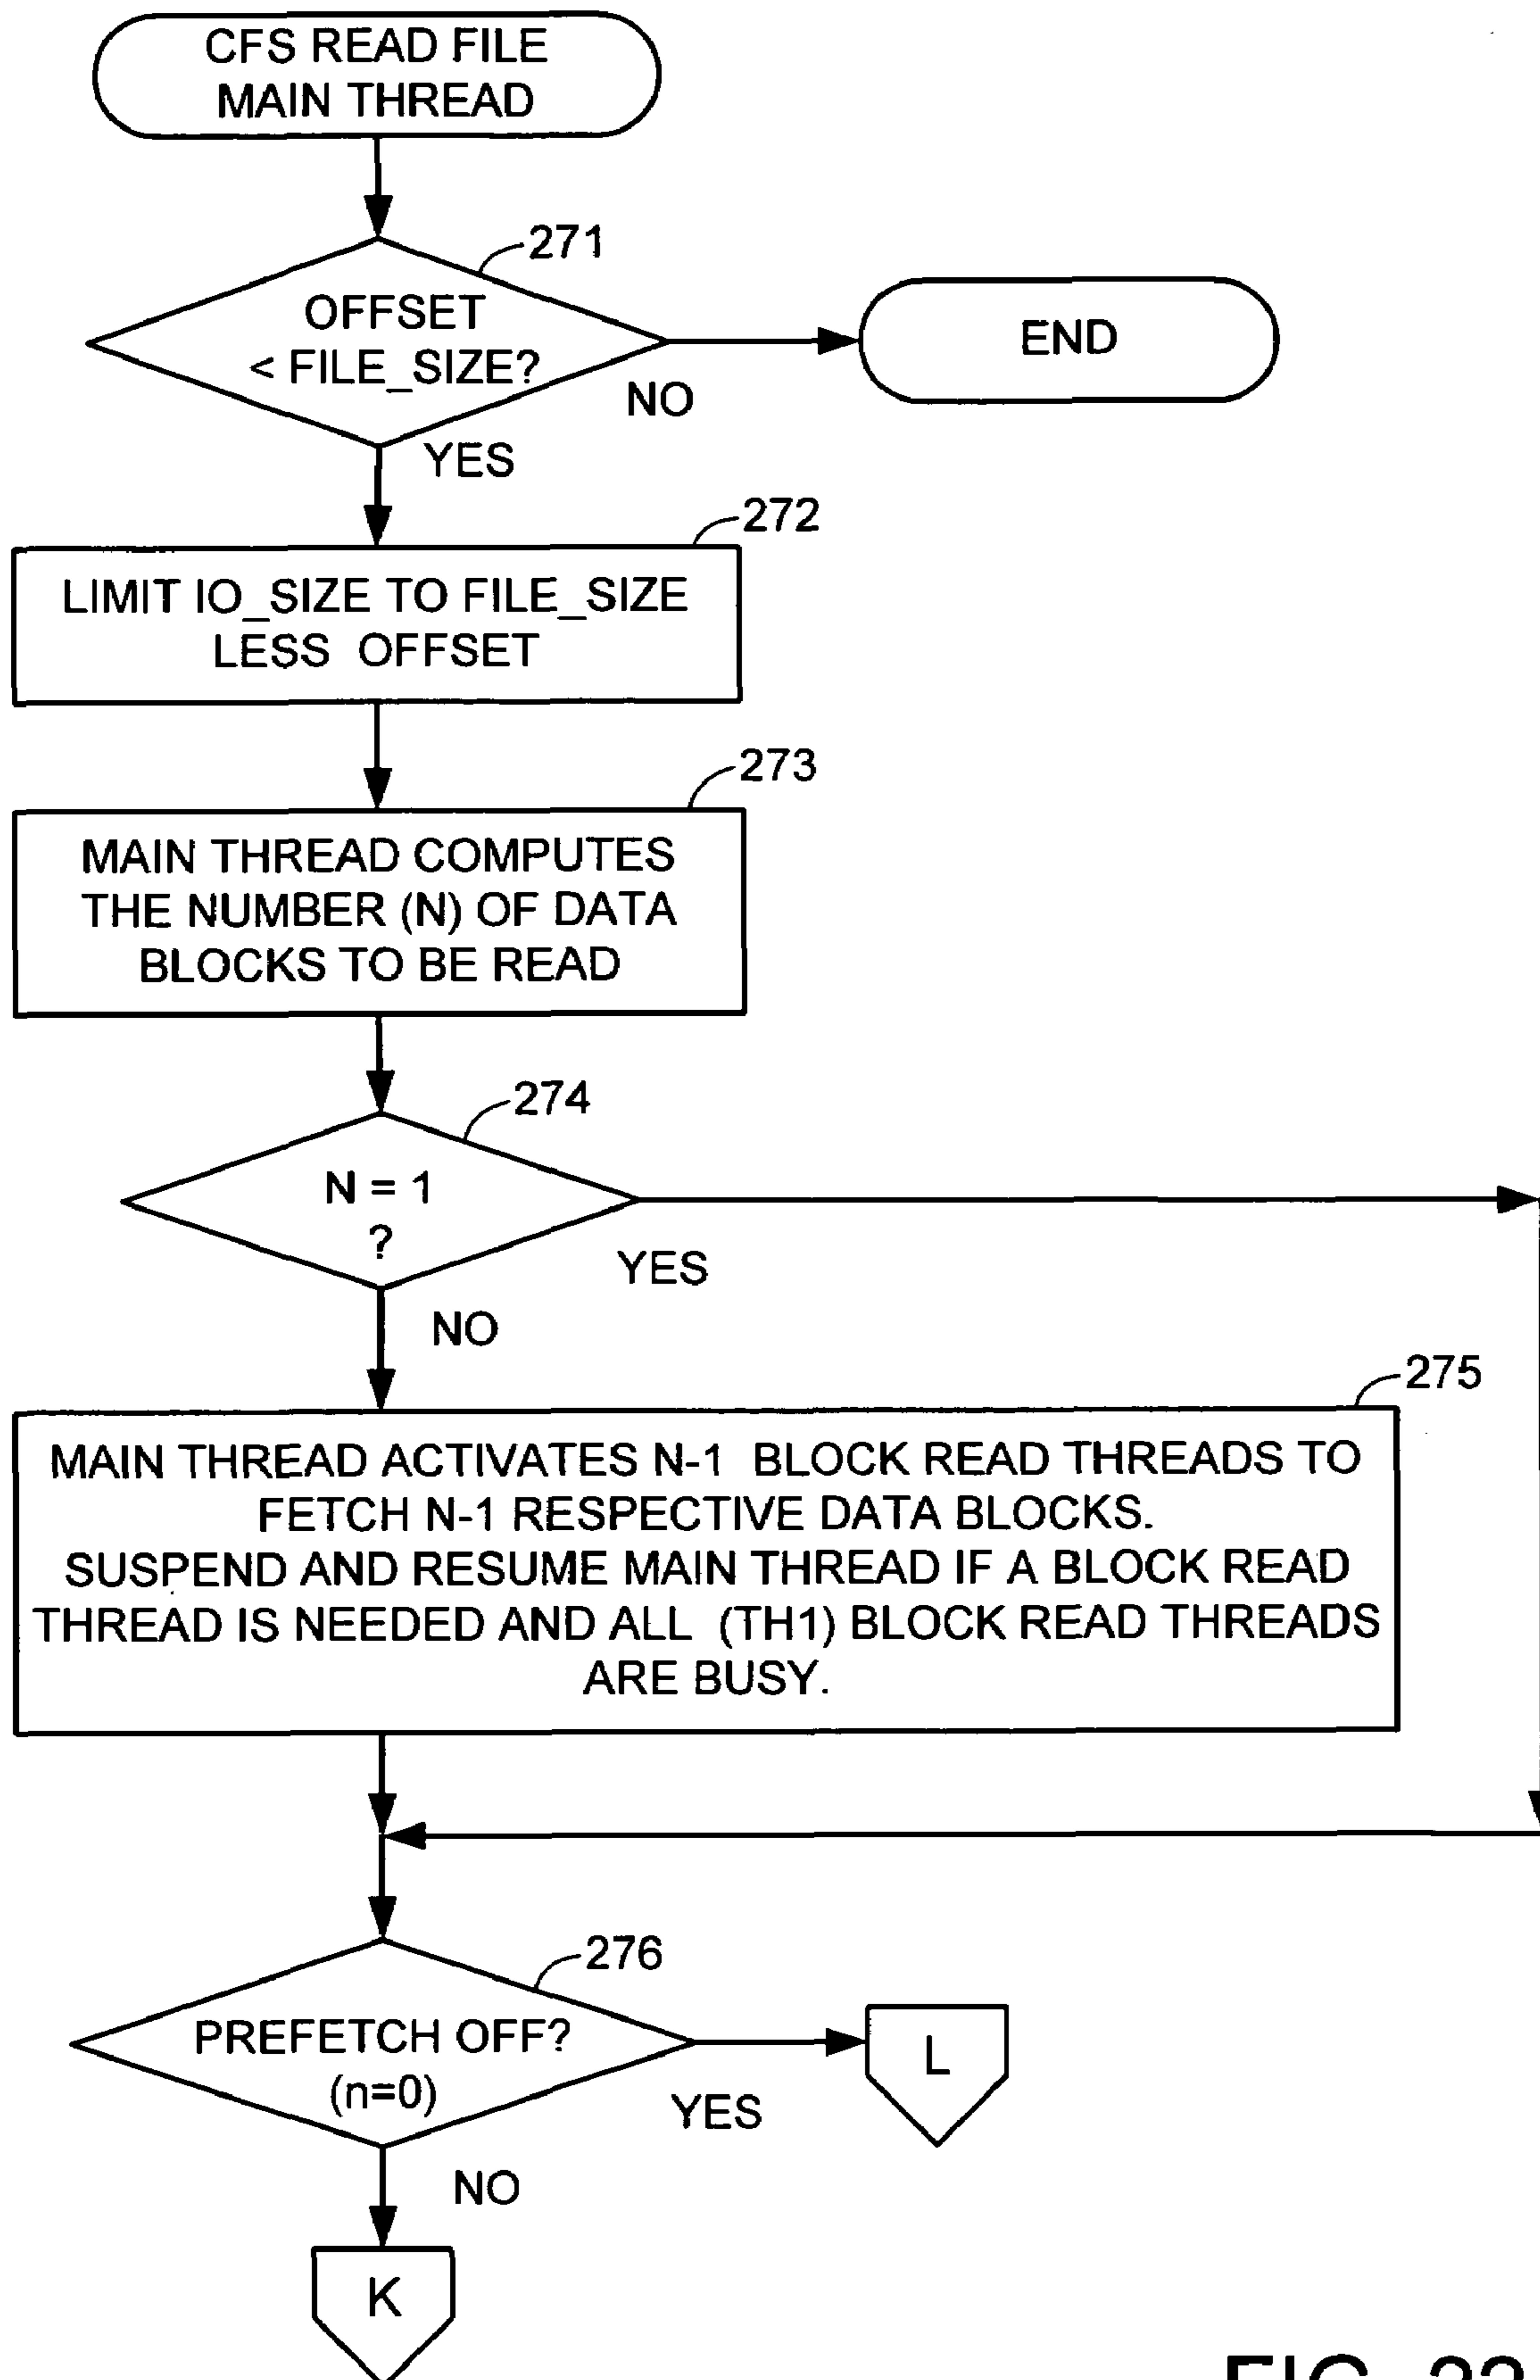 CFS READ FILE
MAIN THREAD
271
OFFSET
< FILE_SIZE?
END
NO
YES
272
LIMIT IO_SIZE TO FILE_SIZE
LESS OFFSET
273
MAIN THREAD COMPUTES
THE NUMBER (N) OF DATA
BLOCKS TO BE READ
274
N = 1
?
YES
NO
275
MAIN THREAD ACTIVATES N-1 BLOCK READ THREADS TO
FETCH N-1 RESPECTIVE DATA BLOCKS.
SUSPEND AND RESUME MAIN THREAD IF A BLOCK READ
THREAD IS NEEDED AND ALL (TH1) BLOCK READ THREADS
ARE BUSY.
276
PREFETCH OFF?
(n=0)
L
YES
NO
K
FIG.